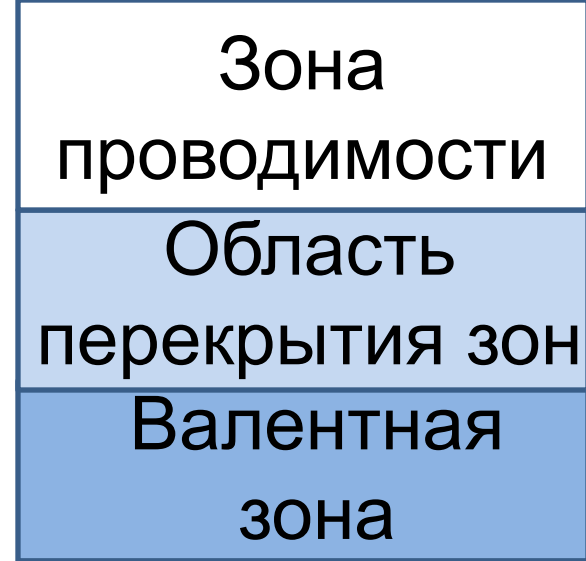 Зона
проводимости
Область
перекрытия зон
Валентная
зона